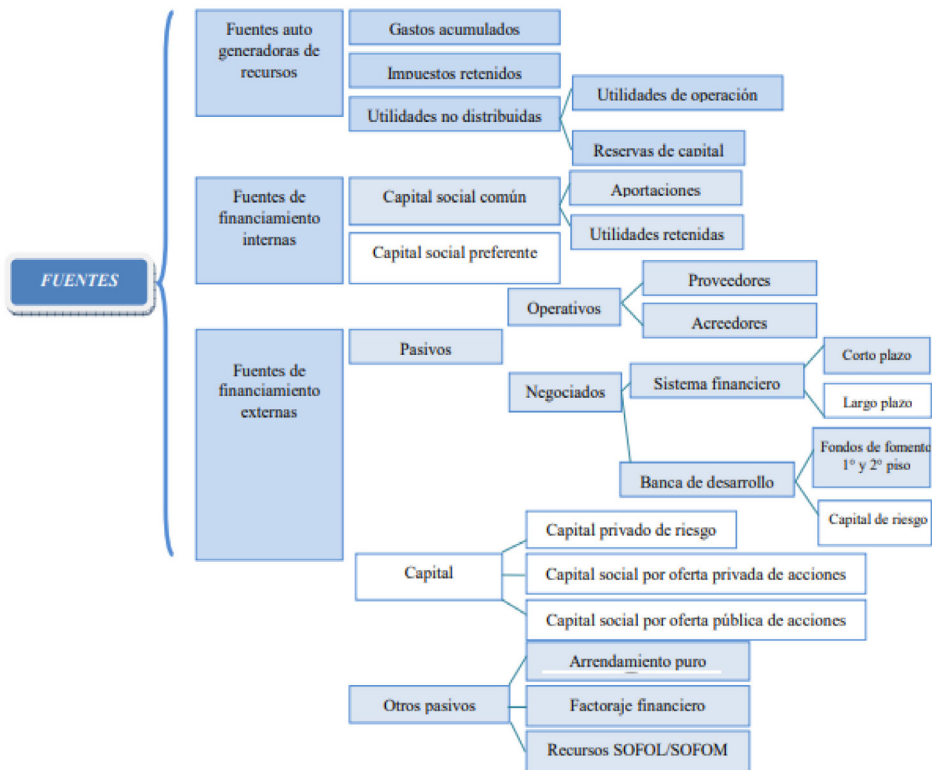 FUENTES
Fuentes auto
generadoras de
recursos
Gastos acumulados
Impuestos retenidos
Utilidades no distribuidas
Utilidades de operación
Reservas de capital
Fuentes de
financiamiento
internas
Capital social común
Aportaciones
Utilidades retenidas
Capital social preferente
Fuentes de
financiamiento
externas
Pasivos
Operativos
Proveedores
Acreedores
Negociados
Sistema financiero
Corto plazo
Largo plazo
Banca de desarrollo
Fondos de fomento
1° y 2° piso
Capital de riesgo
Capital
Capital privado de riesgo
Capital social por oferta privada de acciones
Capital social por oferta pública de acciones
Otros pasivos
Arrendamiento puro
Factoraje financiero
Recursos SOFOL/SOFOM